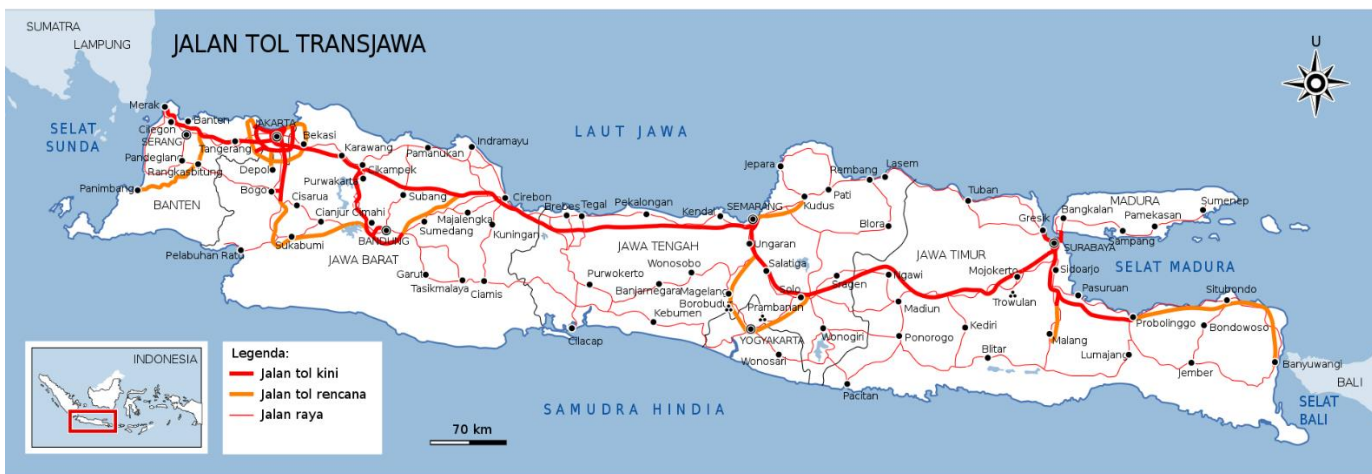 SUMATRA
LAMPUNG
JALAN TOL TRANSJAWA
U
Merak
Banten
JAKARTA
Bekasi
SELAT
SUNDA
Cilegon
SERANG
Tangerang
Karawang
Pamanukan
Indramayu
LAUT JAWA
Jepara
Rembang
Lasem
Pandeglang
Rangkasbitung
Depok
Cikampek
Purwakarta
Panimbang
Bogor
Cisarua
Subang
Cirebon
Brebes
Tegal
Pekalongan
Kendal
SEMARANG
Kudus
Pati
Tuban
MADURA
Bangkalan
Pamekasan
Sumenep
Sampang
BANTEN
Cianjur
Cimahi
BANDUNG
Sumedang
Majalengka
Kuningan
Blora
Gresik
SURABAYA
Sukabumi
Pelabuhan Ratu
JAWA BARAT
JAWA TENGAH
Ungaran
JAWA TIMUR
Sidoarjo
SELAT MADURA
Garut
Tasikmalaya
Ciamis
Purwokerto
Wonosobo
Banjarnegara
Magelang
Borobudur
Salatiga
Solo
Sragen
Ngawi
Mojokerto
Trowulan
Pasuruan
Situbondo
Kebumen
Prambanan
Madiun
Probolinggo
Bondowoso
Cilacap
YOGYAKARTA
Wonosari
Wonogiri
Ponorogo
Kediri
Blitar
Malang
Lumajang
Jember
Banyuwangi
Pacitan
BALI
SELAT
BALI
SAMUDRA HINDIA
INDONESIA
Legenda:
Jalan tol kini
Jalan tol rencana
Jalan raya
70 km